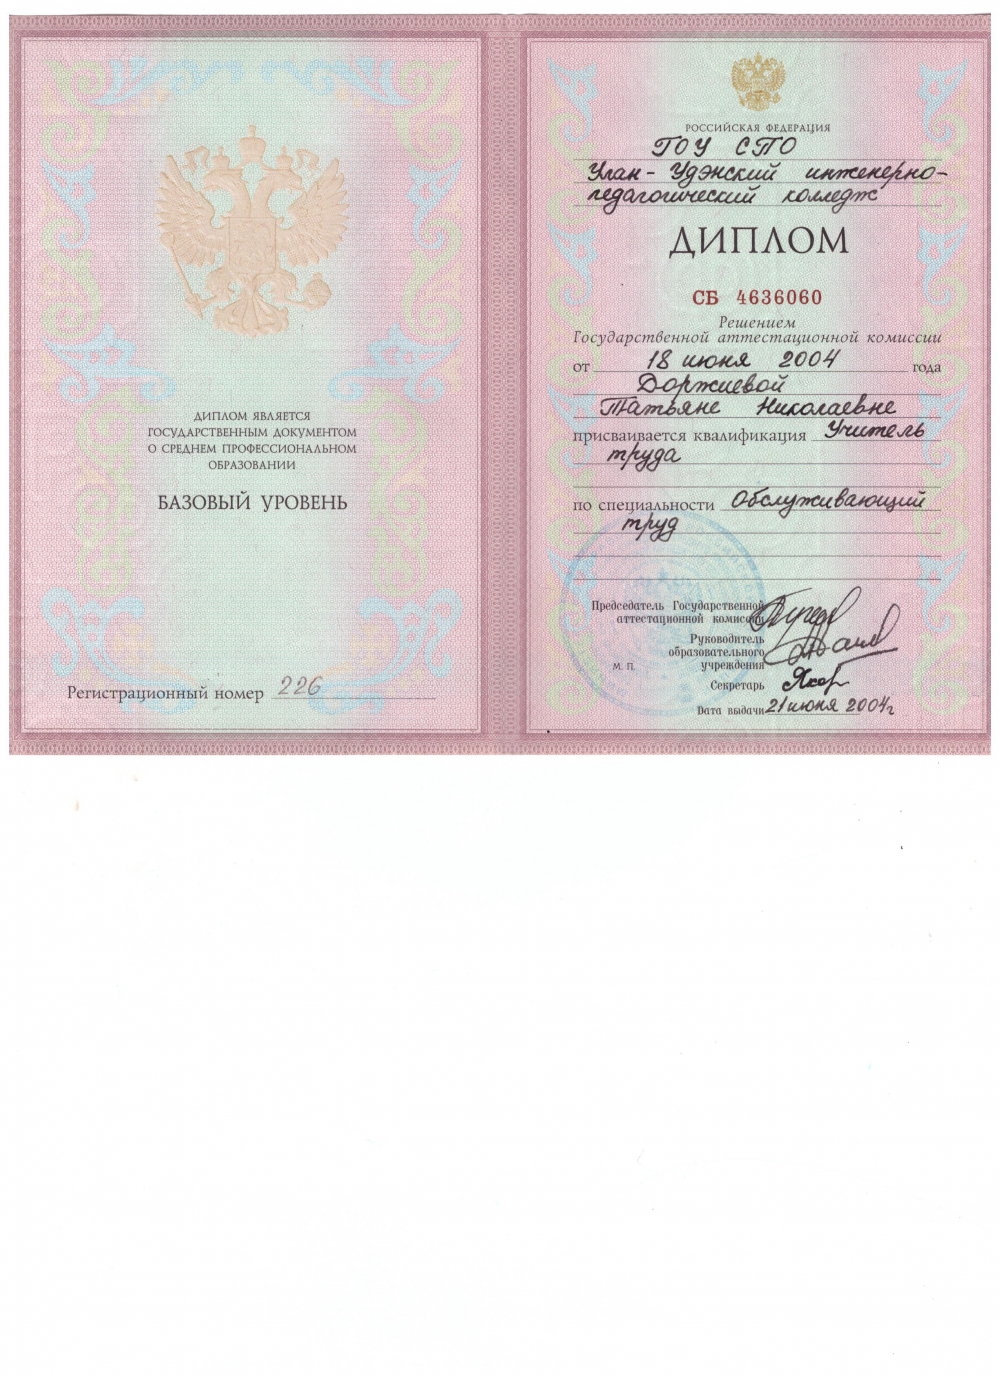 ДИПЛОМ ЯВЛЯЕТСЯ
ГОСУДАРСТВЕННЫМ ДОКУМЕНТОМ
О СРЕДНЕМ ПРОФЕССИОНАЛЬНОМ
ОБРАЗОВАНИИ
БАЗОВЫЙ УРОВЕНЬ
Регистрационный номер 226
РОССИЙСКАЯ ФЕДЕРАЦИЯ
ГОУ СПО
Улан-Удэнский инженерно-
педагогический колледж
ДИПЛОМ
СБ 4636060
Решением
Государственной аттестационной комиссии
от 18 июня 2004 года
Доржиевой
Татьяне Николаевне
присваивается квалификация Учитель
труда
по специальности Обслуживающий
труд
Председатель Государственной
аттестационной комиссии
Руководитель
образовательного
М. П. учреждения
Секретарь
Дата выдачи 21 июня 2004г